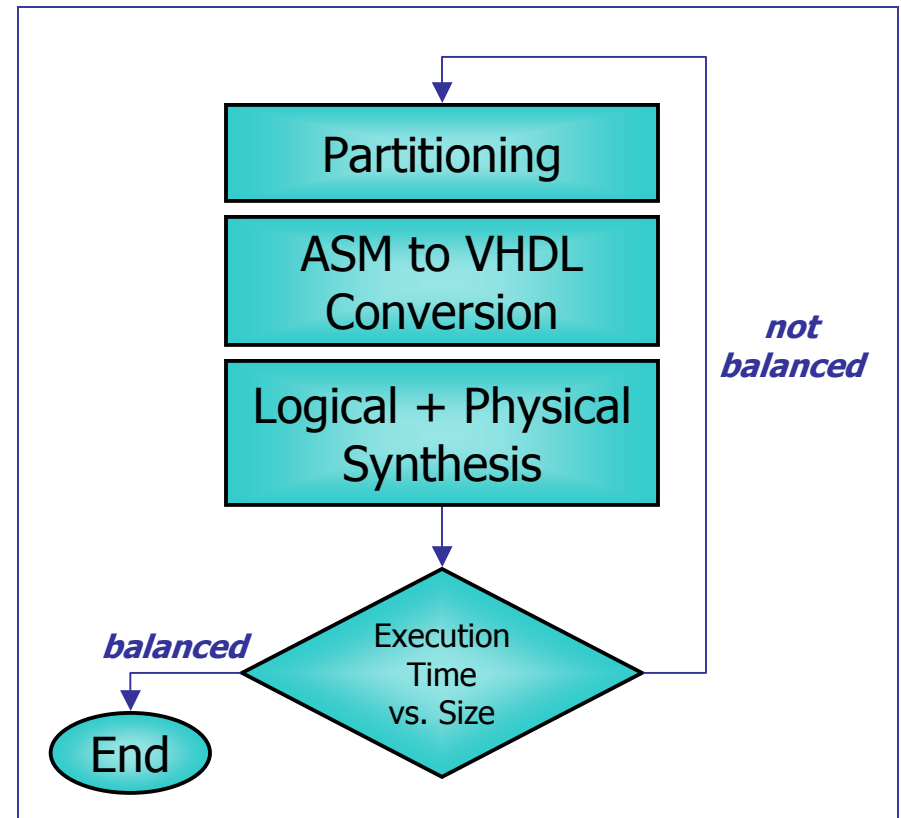 Partitioning
ASM to VHDL
Conversion
Logical + Physical
Synthesis
not
balanced
Execution
Time
vs. Size
balanced
End